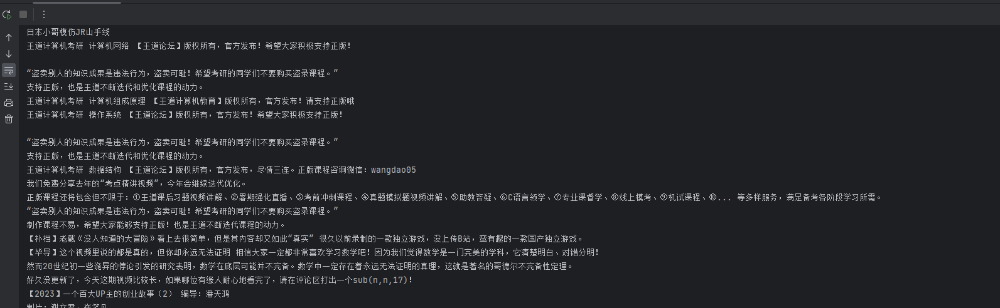 日本小哥模仿JR山手线
王道计算机考研 计算机网络 【王道论坛】版权所有，官方发布！希望大家积极支持正版！
“盗卖别人的知识成果是违法行为，盗卖可耻！希望考研的同学们不要购买盗录课程。”
支持正版，也是王道不断迭代和优化课程的动力。
王道计算机考研 计算机组成原理 【王道计算机教育】版权所有，官方发布！请支持正版哦
王道计算机考研 操作系统 【王道论坛】版权所有，官方发布！希望大家积极支持正版！
“盗卖别人的知识成果是违法行为，盗卖可耻！希望考研的同学们不要购买盗录课程。”
支持正版，也是王道不断迭代和优化课程的动力。
王道计算机考研 数据结构 【王道论坛】版权所有，官方发布，尽情三连。正版课程咨询微信：wangdao05
我们免费分享去年的“考点精讲视频”，今年会继续迭代优化。
正版课程还将包含但不限于：①王道课后习题视频讲解、②暑期强化直播、③考前冲刺课程、④真题模拟题视频讲解、⑤助教答疑、⑥C语言领学、⑦专业课督学、⑧线上模考、⑨机试课程、⑩... 等多样服务，满足备考各阶段学习所需。
“盗卖别人的知识成果是违法行为，盗卖可耻！希望考研的同学们不要购买盗录课程。”
制作课程不易，希望大家能够支持正版！也是王道不断迭代课程的动力。
【补档】老戴《没人知道的大冒险》看上去很简单，但是其内容却又如此“真实” 很久以前录制的一款独立游戏，没上传B站，蛮有趣的一款国产独立游戏。
【毕导】这个视频里说的都是真的，但你却永远无法证明 相信大家一定都非常喜欢学习数学吧！因为我们觉得数学是一门完美的学科，它清楚明白、对错分明！
然而20世纪初一些诡异的悖论引发的研究表明，数学在底层可能并不完备。数学中一定存在着永远无法证明的真理，这就是著名的哥德尔不完备性定理。
好久没更新了，今天这期视频比较长，如果哪位有缘人耐心地看完了，请在评论区打出一个sub(n,n,17)！
【2023】一个百大UP主的创业故事（2） 编导：潘天鸿